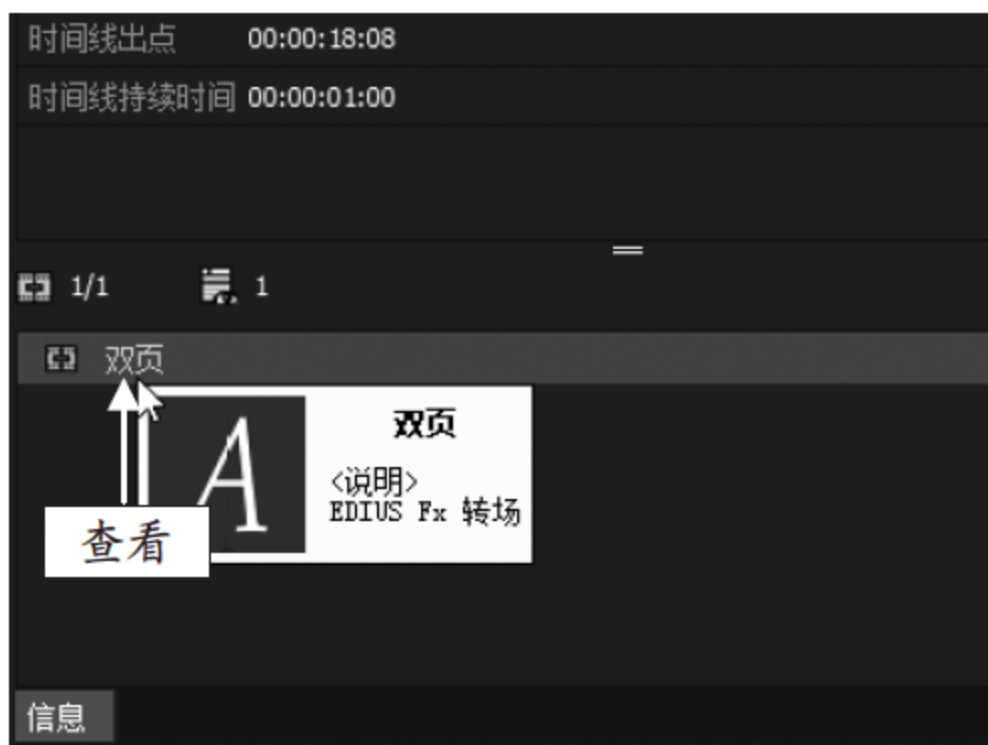 时间线出点 00:00:18:08
时间线持续时间 00:00:01:00
1/1 1
双页
A
双页
<说明>
EDIUS Fx 转场
查看
信息